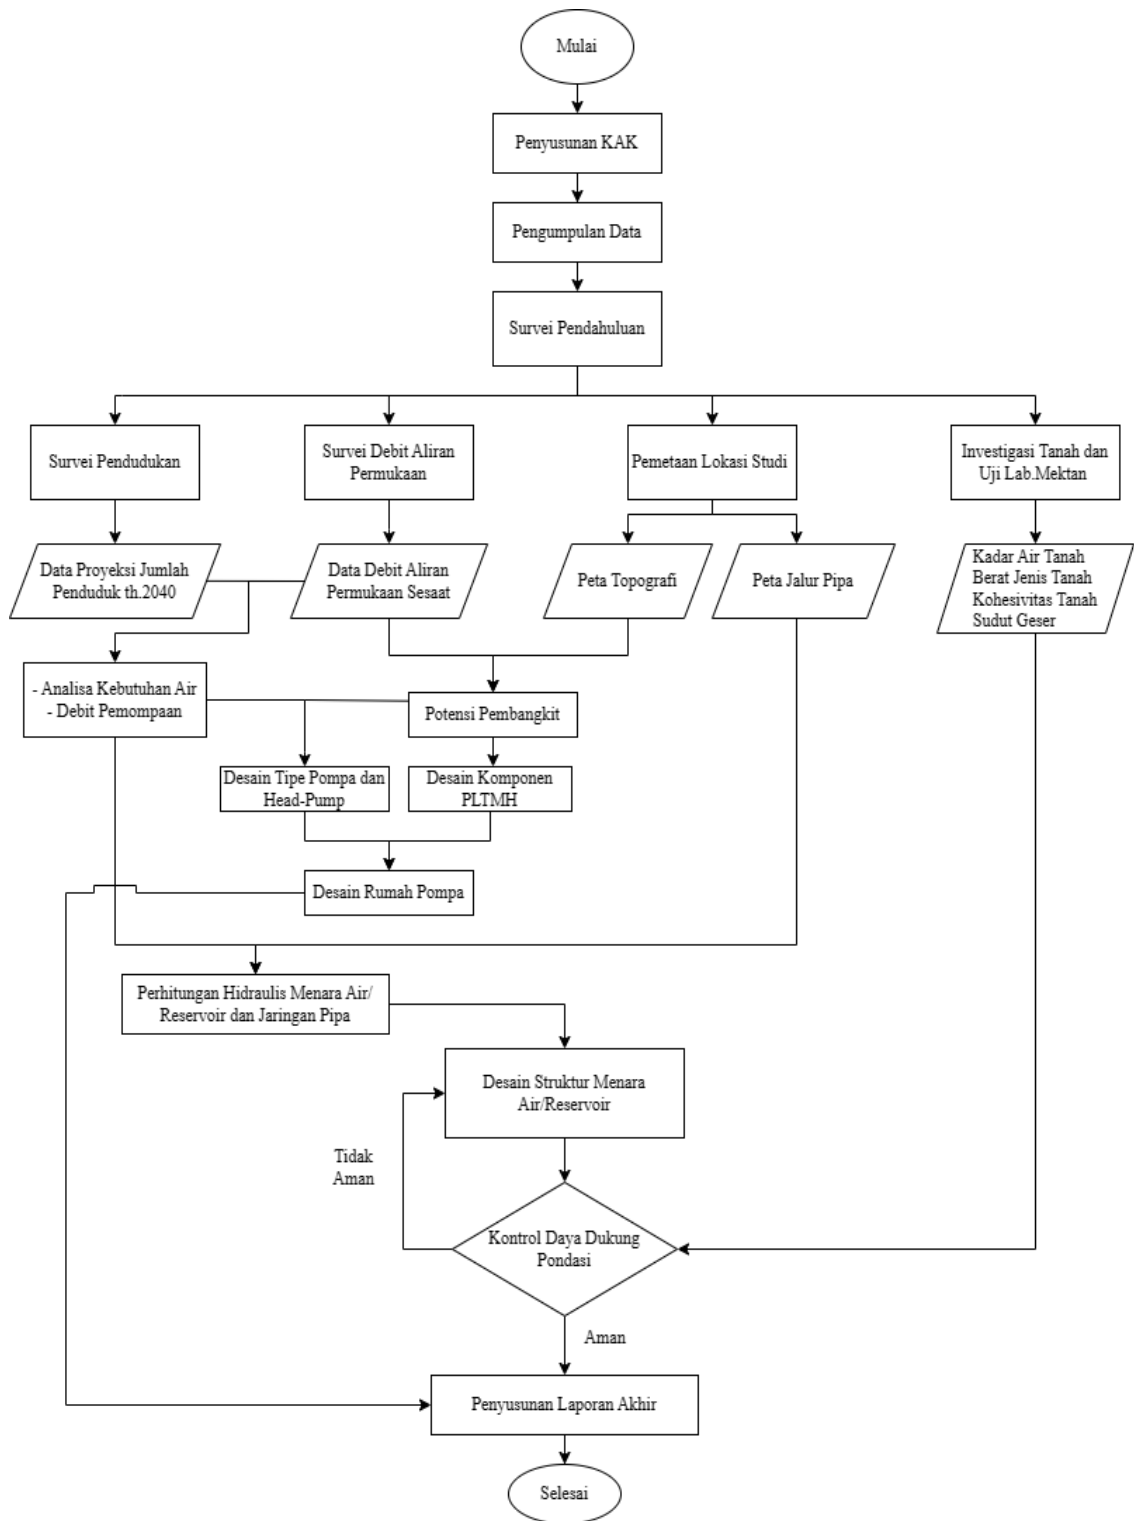 Mulai
Penyusunan KAK
Pengumpulan Data
Survei Pendahuluan
Survei Pendudukan
Survei Debit Aliran
Permukaan
Pemetaan Lokasi Studi
Investigasi Tanah dan
Uji Lab.Mektan
Data Proyeksi Jumlah
Penduduk th.2040
Data Debit Aliran
Permukaan Sesaat
Peta Topografi
Peta Jalur Pipa
Kadar Air Tanah
Berat Jenis Tanah
Kohesivitas Tanah
Sudut Geser
- Analisa Kebutuhan Air
- Debit Pemompaan
Potensi Pembangkit
Desain Tipe Pompa dan
Head-Pump
Desain Komponen
PLTMH
Desain Rumah Pompa
Perhitungan Hidraulis Menara Air/
Reservoir dan Jaringan Pipa
Desain Struktur Menara
Air/Reservoir
Tidak
Aman
Kontrol Daya Dukung
Pondasi
Aman
Penyusunan Laporan Akhir
Selesai